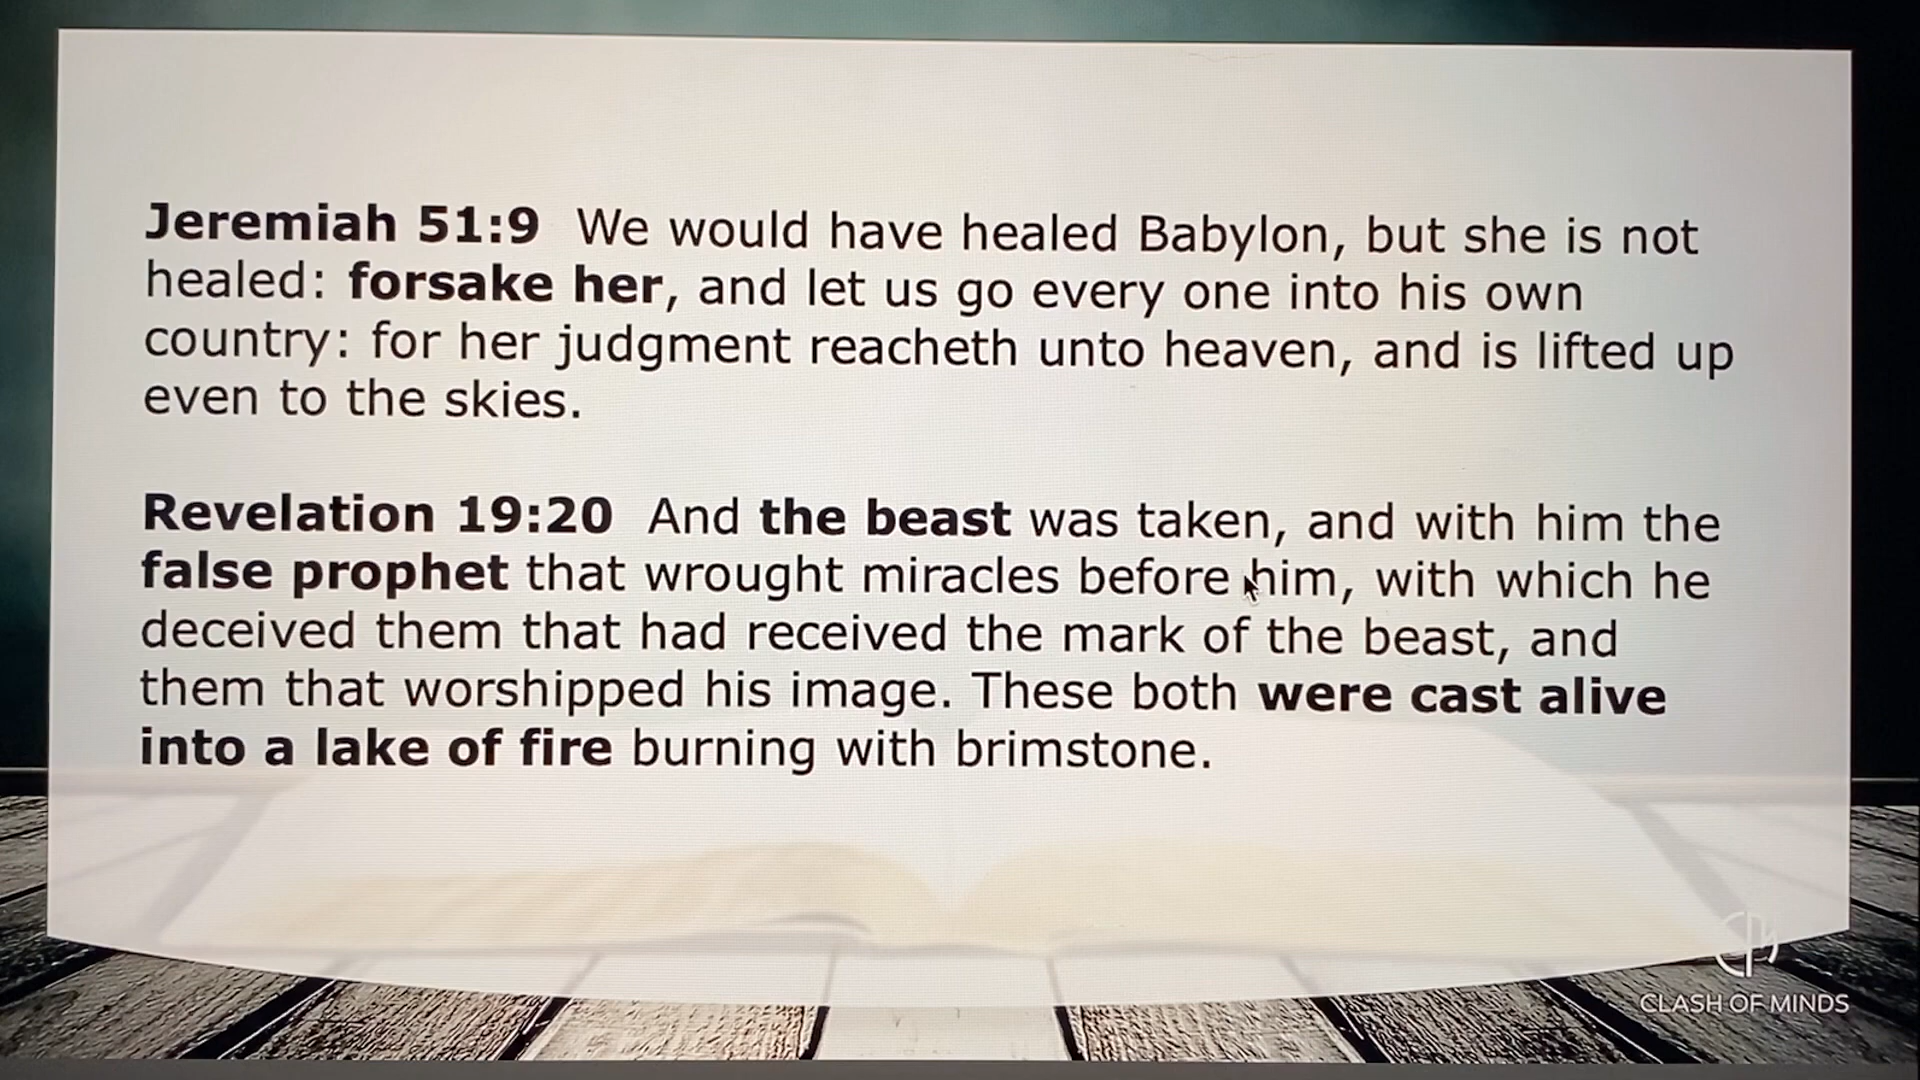 Jeremiah 51:9 We would have healed Babylon, but she is not
healed: forsake her, and let us go every one into his own
country: for her judgment reacheth unto heaven, and is lifted up
even to the skies.
Revelation 19:20 And the beast was taken, and with him the
false prophet that wrought miracles before him, with which he
deceived them that had received the mark of the beast, and
them that worshipped his image. These both were cast alive
into a lake of fire burning with brimstone.
CLASH OF MINDS